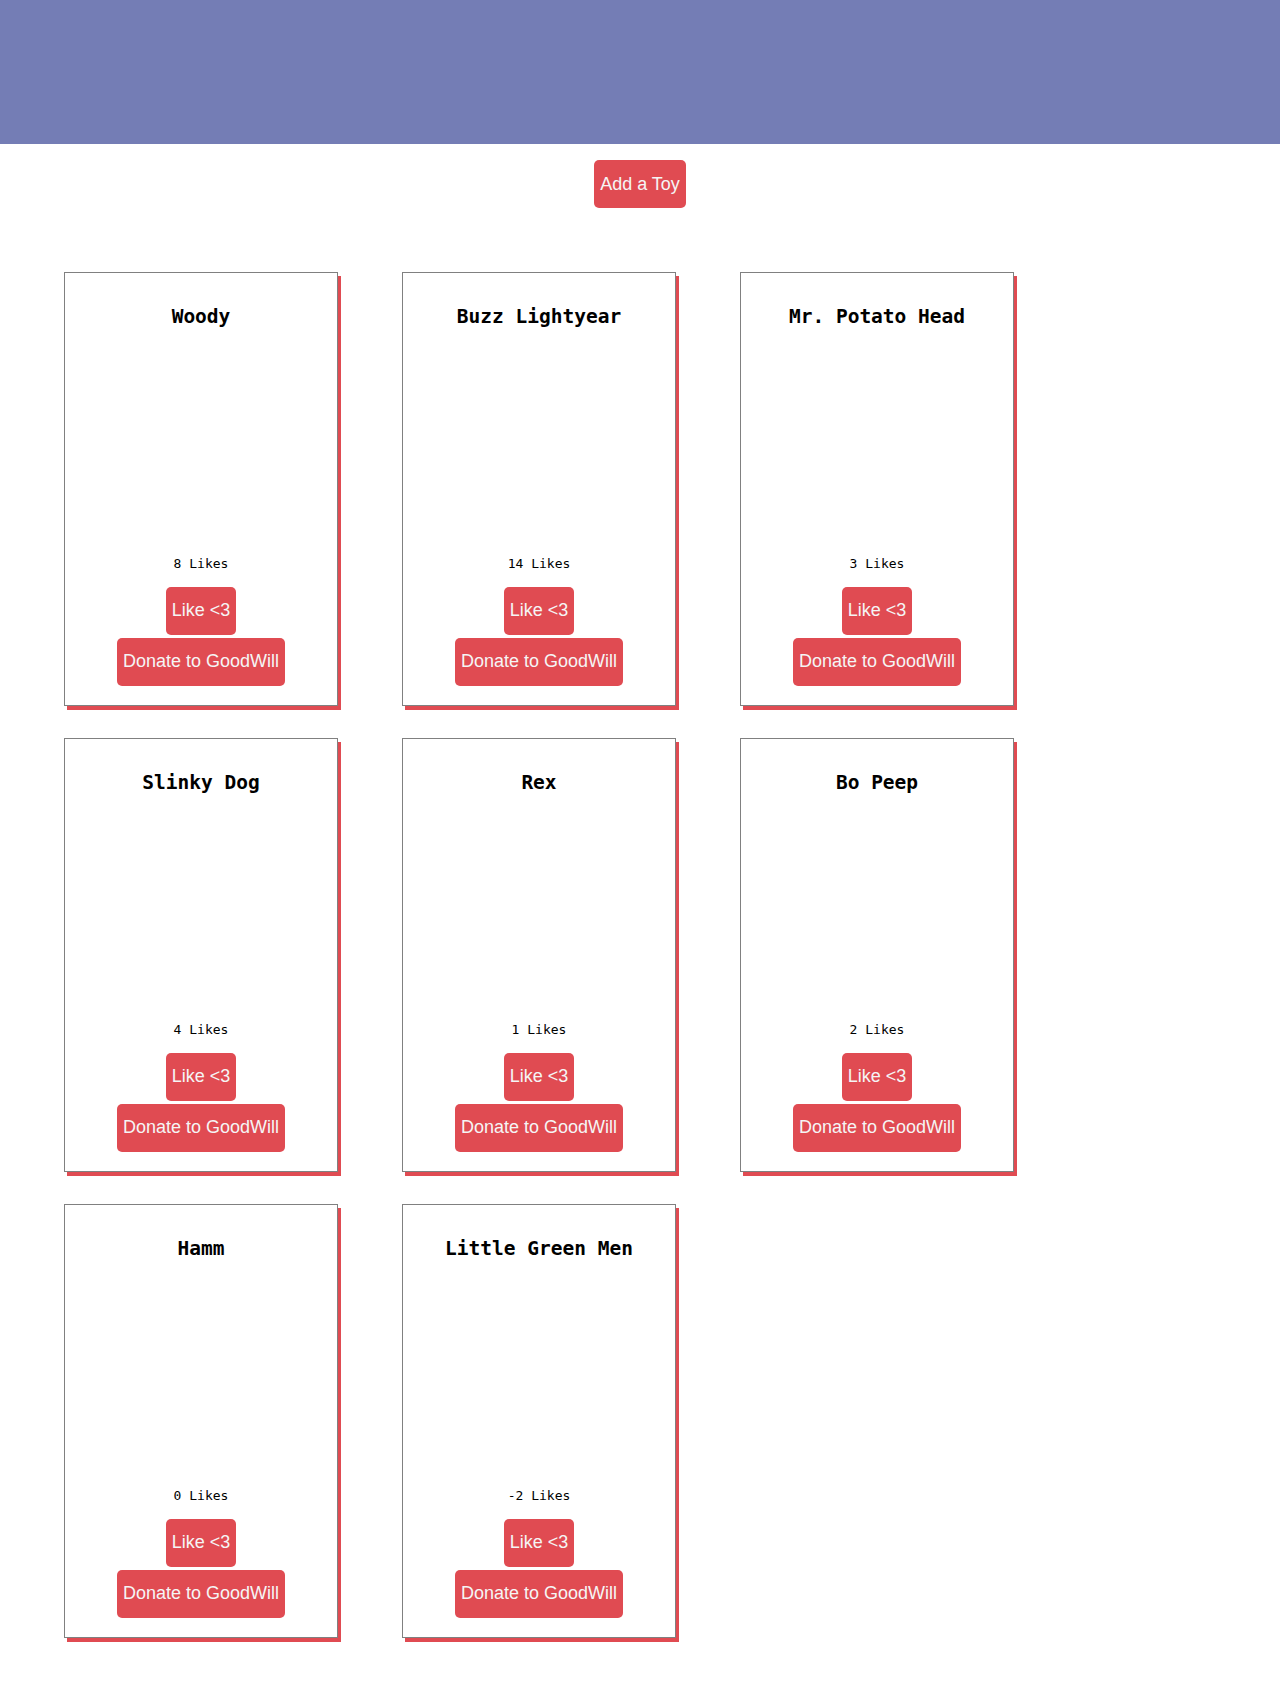 Add a Toy
Woody
8 Likes
Like <3
Donate to GoodWill
Buzz Lightyear
14 Likes
Like <3
Donate to GoodWill
Mr. Potato Head
3 Likes
Like <3
Donate to GoodWill
Slinky Dog
4 Likes
Like <3
Donate to GoodWill
Rex
1 Likes
Like <3
Donate to GoodWill
Bo Peep
2 Likes
Like <3
Donate to GoodWill
Hamm
0 Likes
Like <3
Donate to GoodWill
Little Green Men
-2 Likes
Like <3
Donate to GoodWill